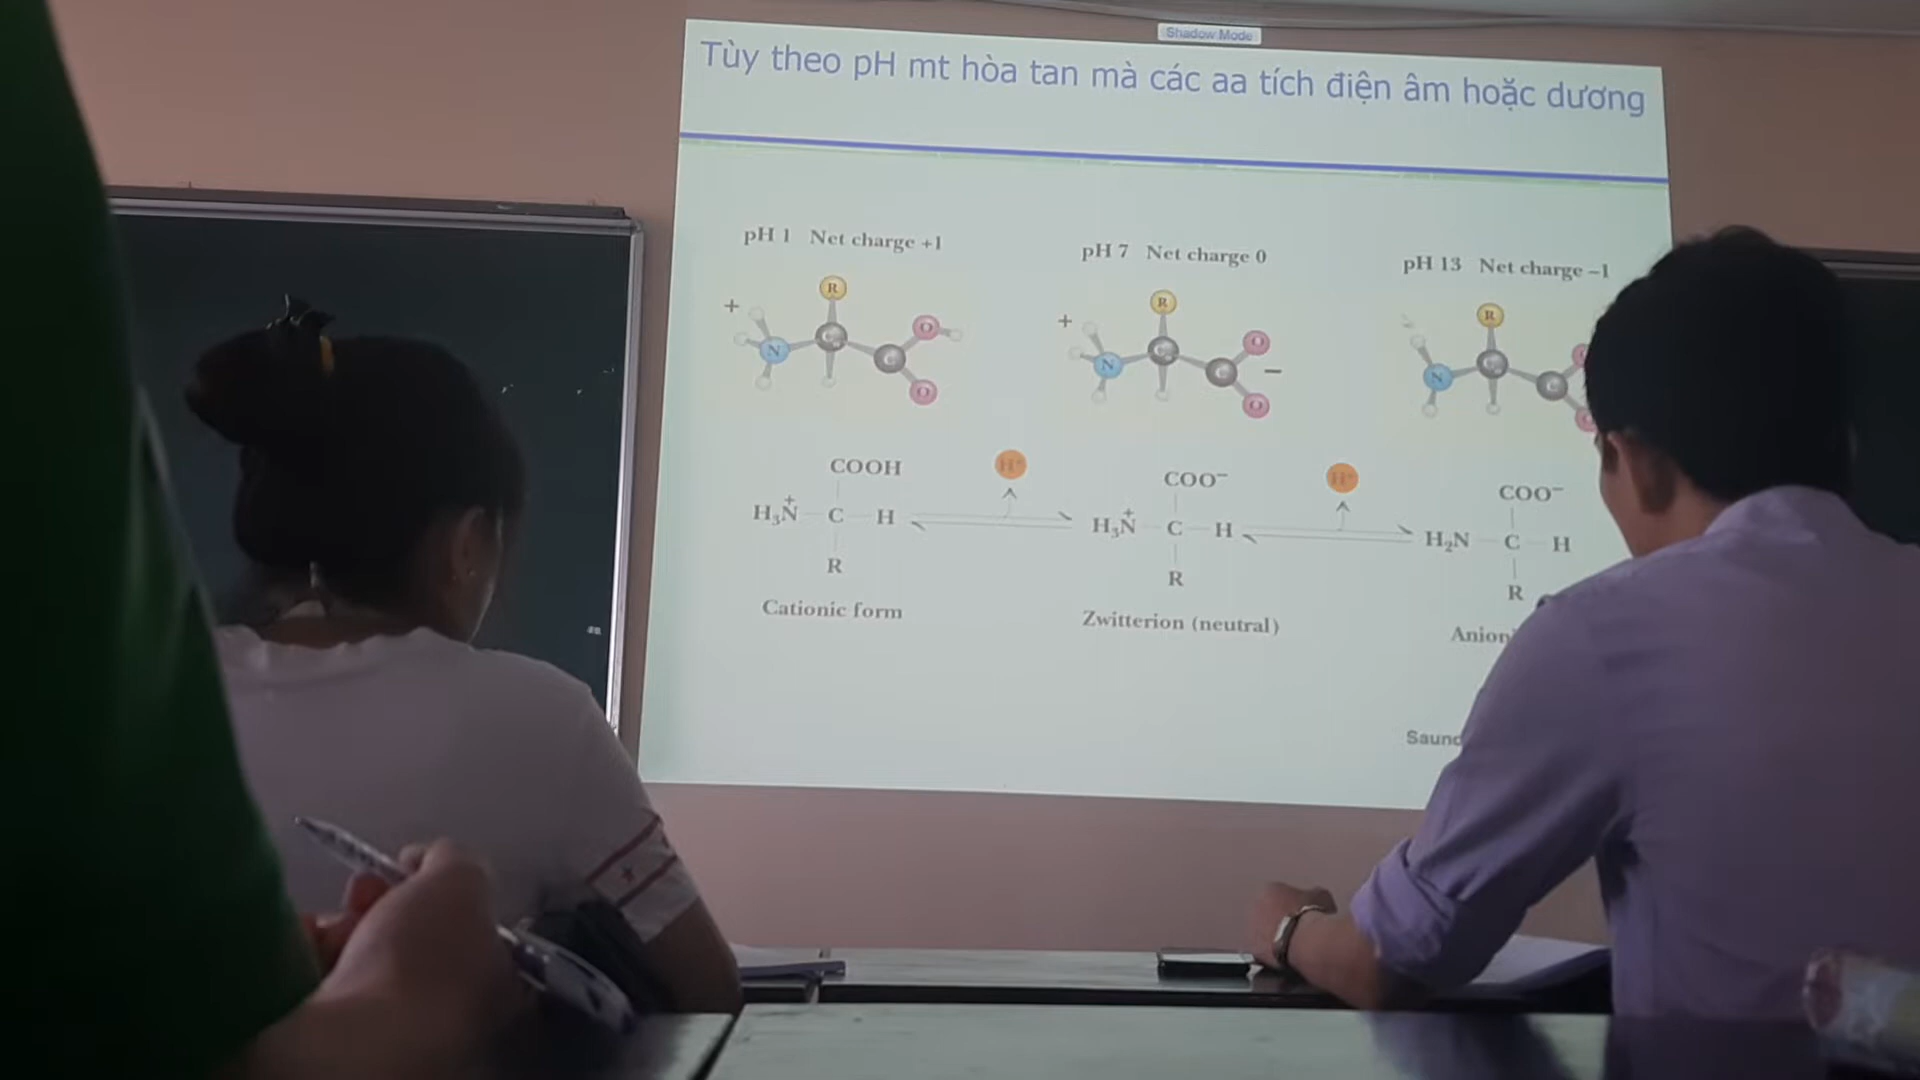 Shadow Mode
Tùy theo pH mt hòa tan mà các aa tích điện âm hoặc dương
pH 1 Net charge +1
pH 7 Net charge 0
pH 13 Net charge −1
R
N
C
C
O
O
R
N
C
C
O
O
R
N
C
C
COOH
H₃N⁺ C H
R
Cationic form
H⁺
COO⁻
H₃N⁺ C H
R
Zwitterion (neutral)
H⁺
COO⁻
H₂N C H
R
Anion
Saund